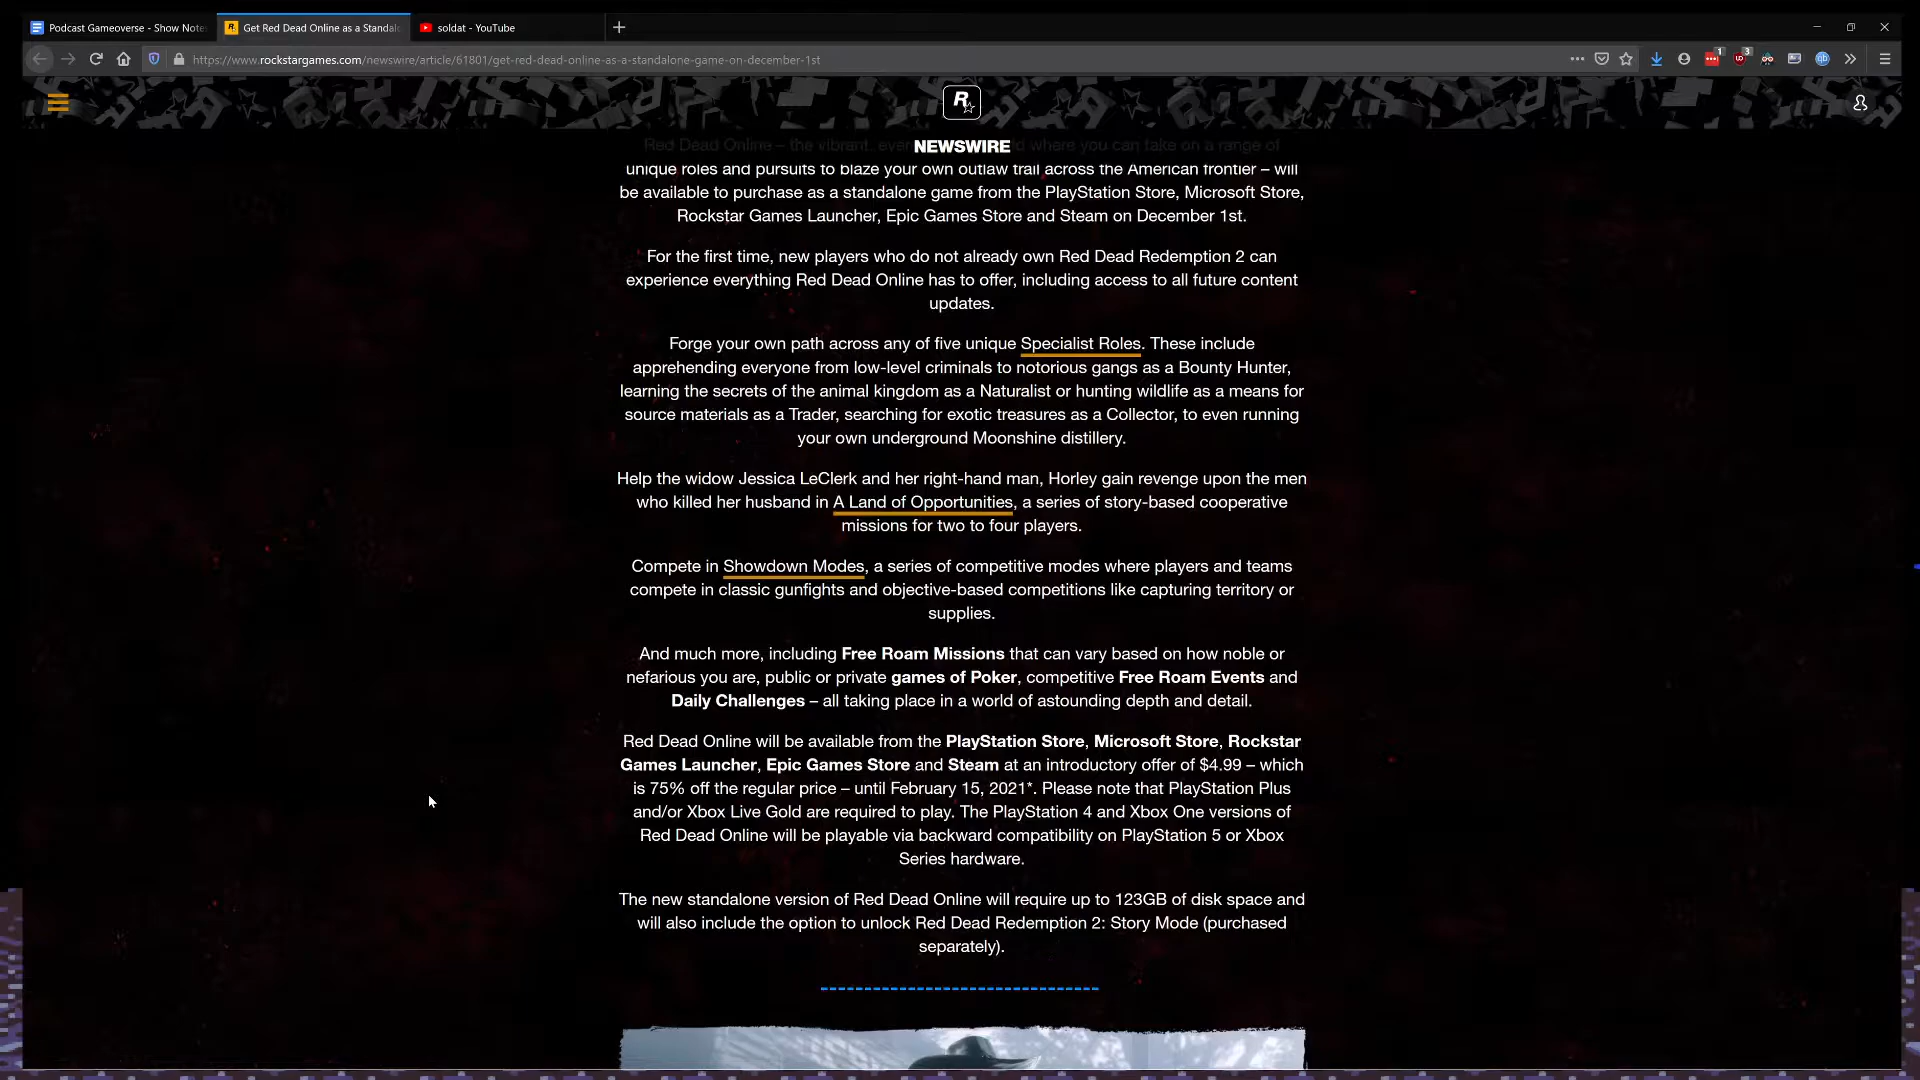 Podcast Gameverse - Show Note
Get Red Dead Online as a Standal
soldat - YouTube
https://www.rockstargames.com/newswire/article/61801/get-red-dead-online-as-a-standalone-game-on-december-1st
1
3
NEWSWIRE
Red Dead Online – the vibrant, ever where you can take on a range of
unique roles and pursuits to blaze your own outlaw trail across the American frontier – will
be available to purchase as a standalone game from the PlayStation Store, Microsoft Store,
Rockstar Games Launcher, Epic Games Store and Steam on December 1st.
For the first time, new players who do not already own Red Dead Redemption 2 can
experience everything Red Dead Online has to offer, including access to all future content
updates.
Forge your own path across any of five unique Specialist Roles. These include
apprehending everyone from low-level criminals to notorious gangs as a Bounty Hunter,
learning the secrets of the animal kingdom as a Naturalist or hunting wildlife as a means for
source materials as a Trader, searching for exotic treasures as a Collector, to even running
your own underground Moonshine distillery.
Help the widow Jessica LeClerk and her right-hand man, Horley gain revenge upon the men
who killed her husband in A Land of Opportunities, a series of story-based cooperative
missions for two to four players.
Compete in Showdown Modes, a series of competitive modes where players and teams
compete in classic gunfights and objective-based competitions like capturing territory or
supplies.
And much more, including Free Roam Missions that can vary based on how noble or
nefarious you are, public or private games of Poker, competitive Free Roam Events and
Daily Challenges – all taking place in a world of astounding depth and detail.
Red Dead Online will be available from the PlayStation Store, Microsoft Store, Rockstar
Games Launcher, Epic Games Store and Steam at an introductory offer of $4.99 – which
is 75% off the regular price – until February 15, 2021*. Please note that PlayStation Plus
and/or Xbox Live Gold are required to play. The PlayStation 4 and Xbox One versions of
Red Dead Online will be playable via backward compatibility on PlayStation 5 or Xbox
Series hardware.
The new standalone version of Red Dead Online will require up to 123GB of disk space and
will also include the option to unlock Red Dead Redemption 2: Story Mode (purchased
separately).